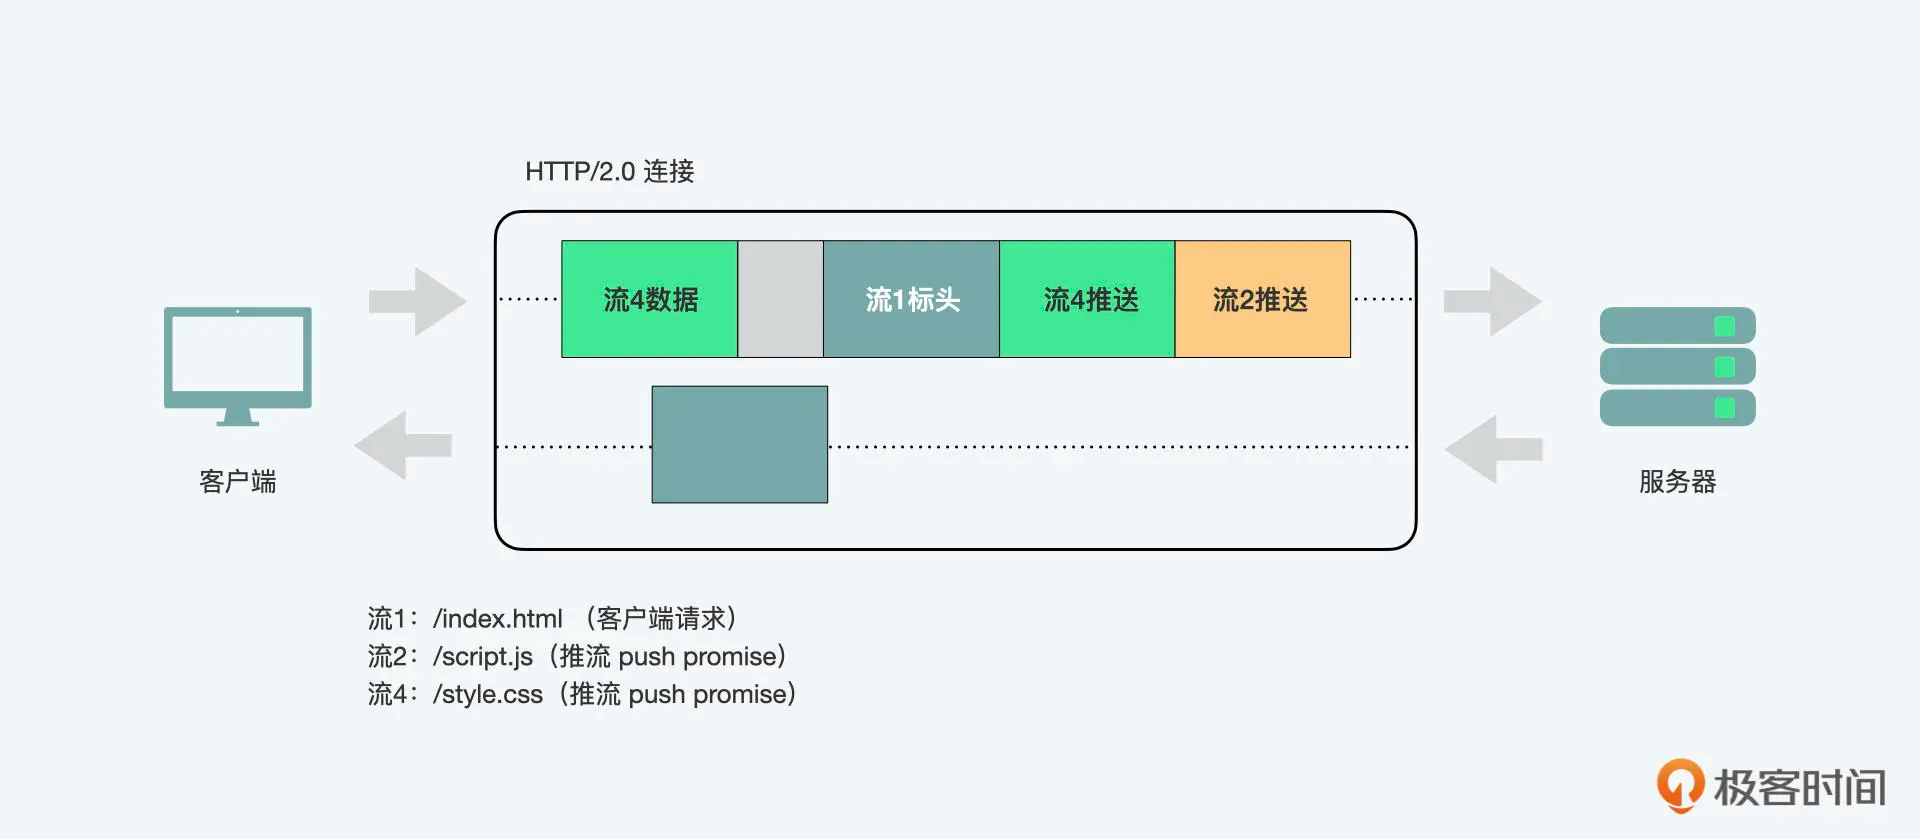 HTTP/2.0 连接
流4数据
流1标头
流4推送
流2推送
客户端
服务器
流1：/index.html （客户端请求）
流2：/script.js（推流 push promise）
流4：/style.css（推流 push promise）
极客时间